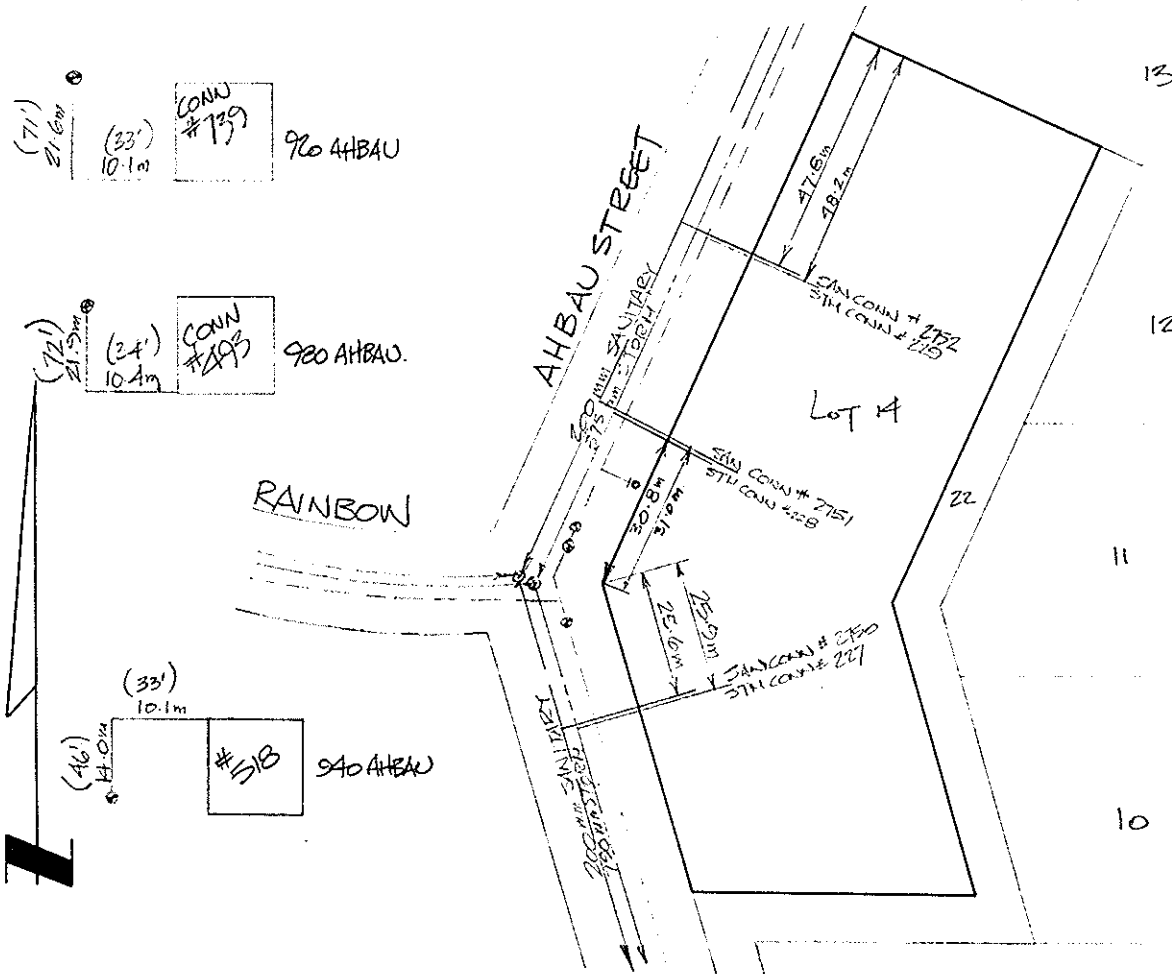 (71')
21.6m
(33')
10.1m
CONN
#739
920 AHBAU
(72')
21.9m
(34')
10.4m
CONN
#493
980 AHBAU.
RAINBOW
(33')
10.1m
(46')
14.0m
#518
940 AHBAU
AHBAU STREET
SANITARY
STORM
47.6m
48.2m
SAN CONN # 2752
STM CONN #
30.8m
31.0m
SAN CONN # 2751
STM CONN #228
25.6m
25.9m
SAN CONN # 2750
STM CONN # 227
200mm SANITARY
Lot 14
22
13
12
11
10